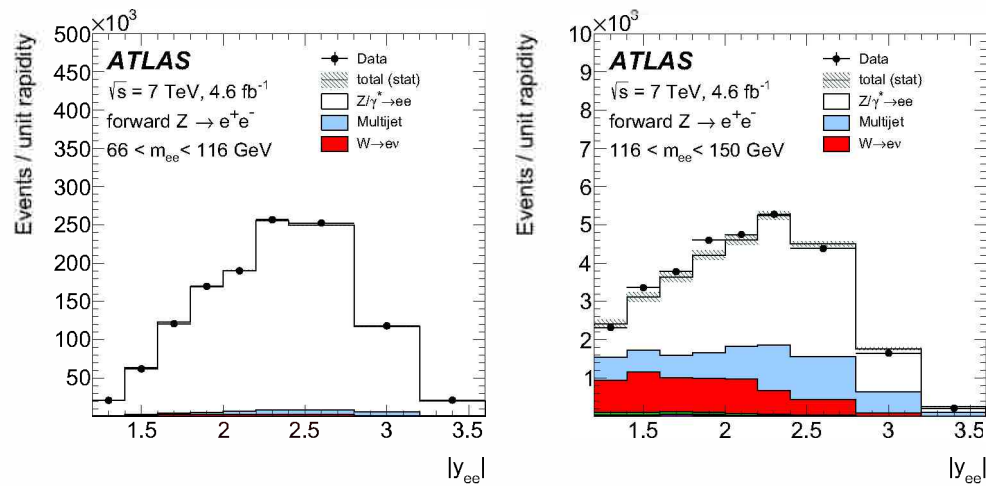 ×10³
Events / unit rapidity
500
450
400
350
300
250
200
150
100
50
ATLAS
√s = 7 TeV, 4.6 fb⁻¹
forward Z → e⁺e⁻
66 < m_ee < 116 GeV
Data
total (stat)
Z/γ*→ee
Multijet
W→eν
1.5 2 2.5 3 3.5
|y_ee|
×10³
Events / unit rapidity
10
9
8
7
6
5
4
3
2
1
ATLAS
√s = 7 TeV, 4.6 fb⁻¹
forward Z → e⁺e⁻
116 < m_ee < 150 GeV
Data
total (stat)
Z/γ*→ee
Multijet
W→eν
1.5 2 2.5 3 3.5
|y_ee|